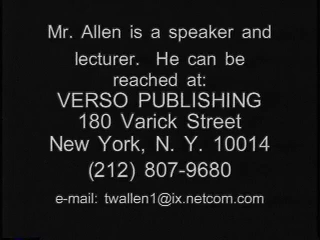 Mr. Allen is a speaker and
lecturer. He can be
reached at:
VERSO PUBLISHING
180 Varick Street
New York, N. Y. 10014
(212) 807-9680
e-mail: twallen1@ix.netcom.com